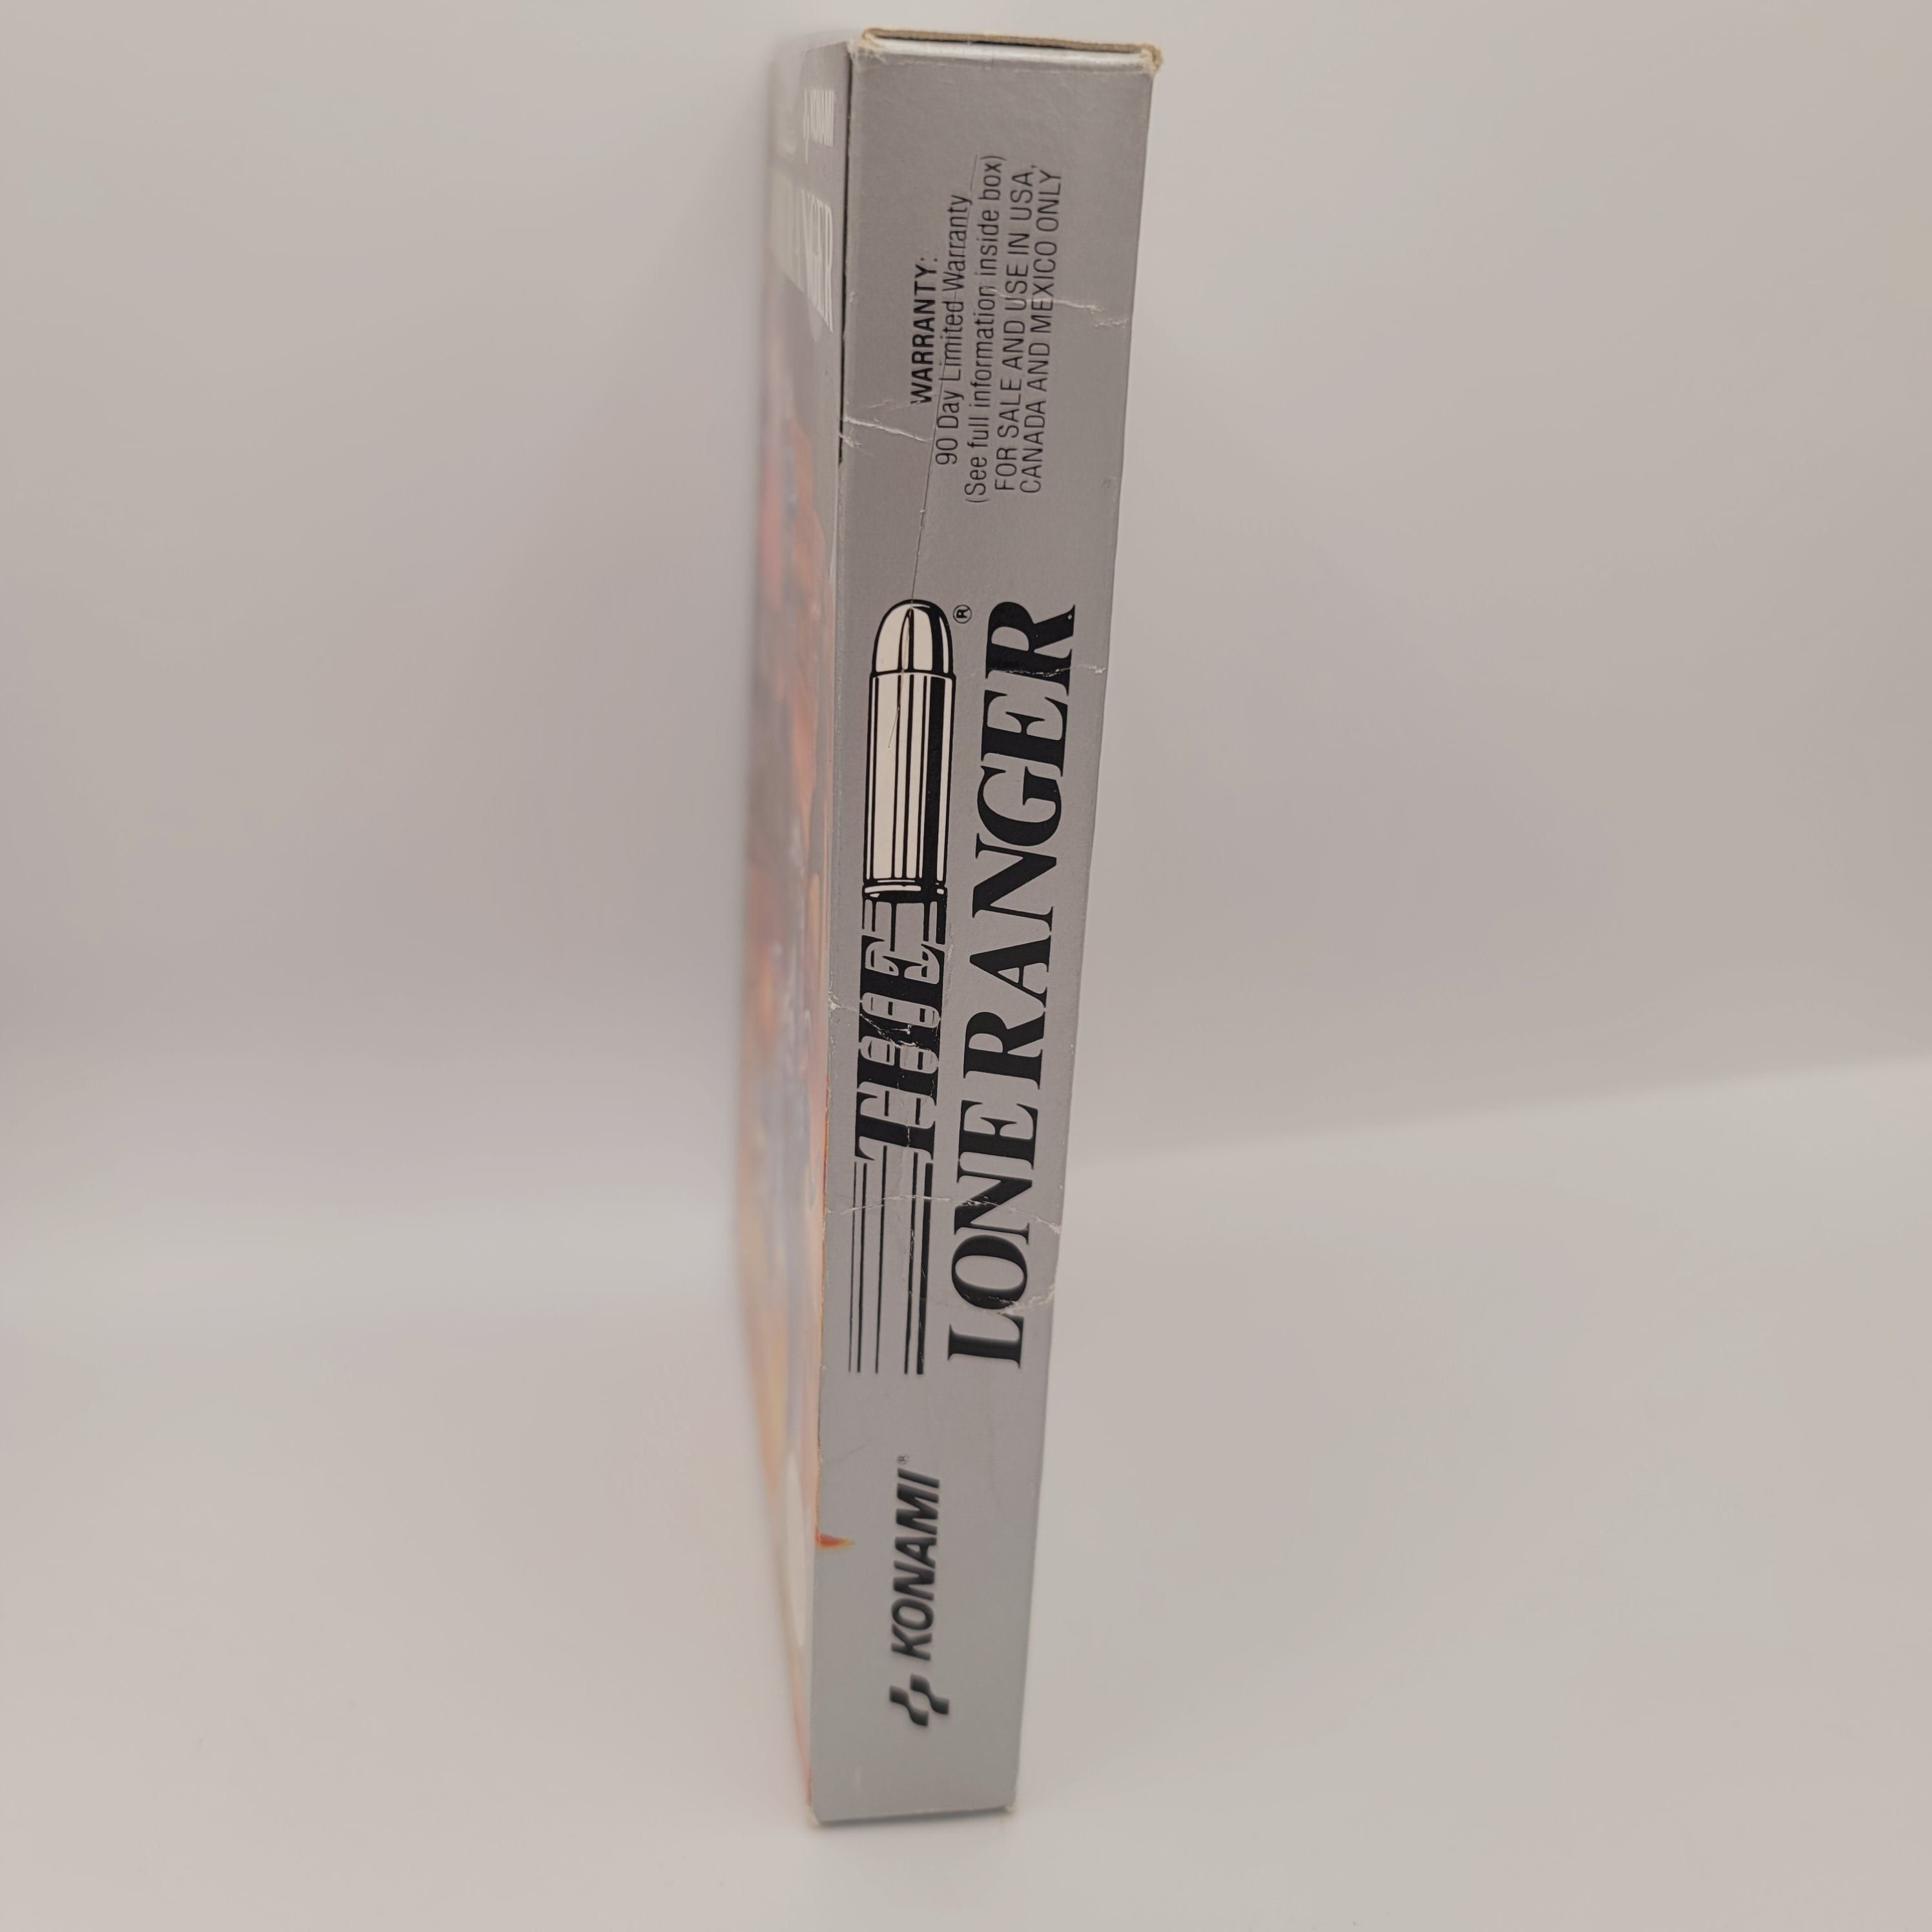 KONAMI®
THE
®
LONE RANGER
WARRANTY:
90 Day Limited Warranty
(See full information inside box)
FOR SALE AND USE IN USA,
CANADA AND MEXICO ONLY
KONAMI